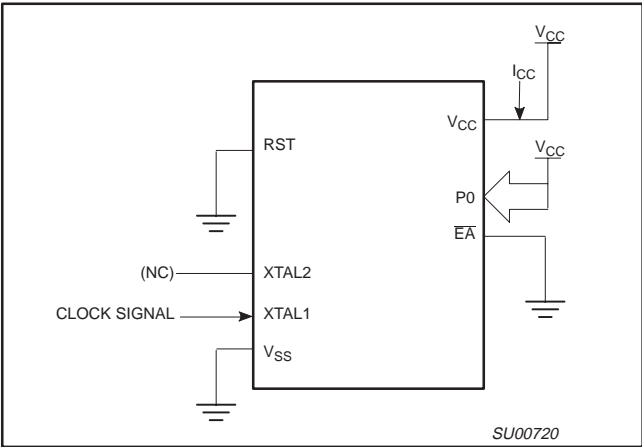 VCC
ICC
VCC
RST
VCC
P0
EA
(NC)
XTAL2
CLOCK SIGNAL
XTAL1
VSS
SU00720